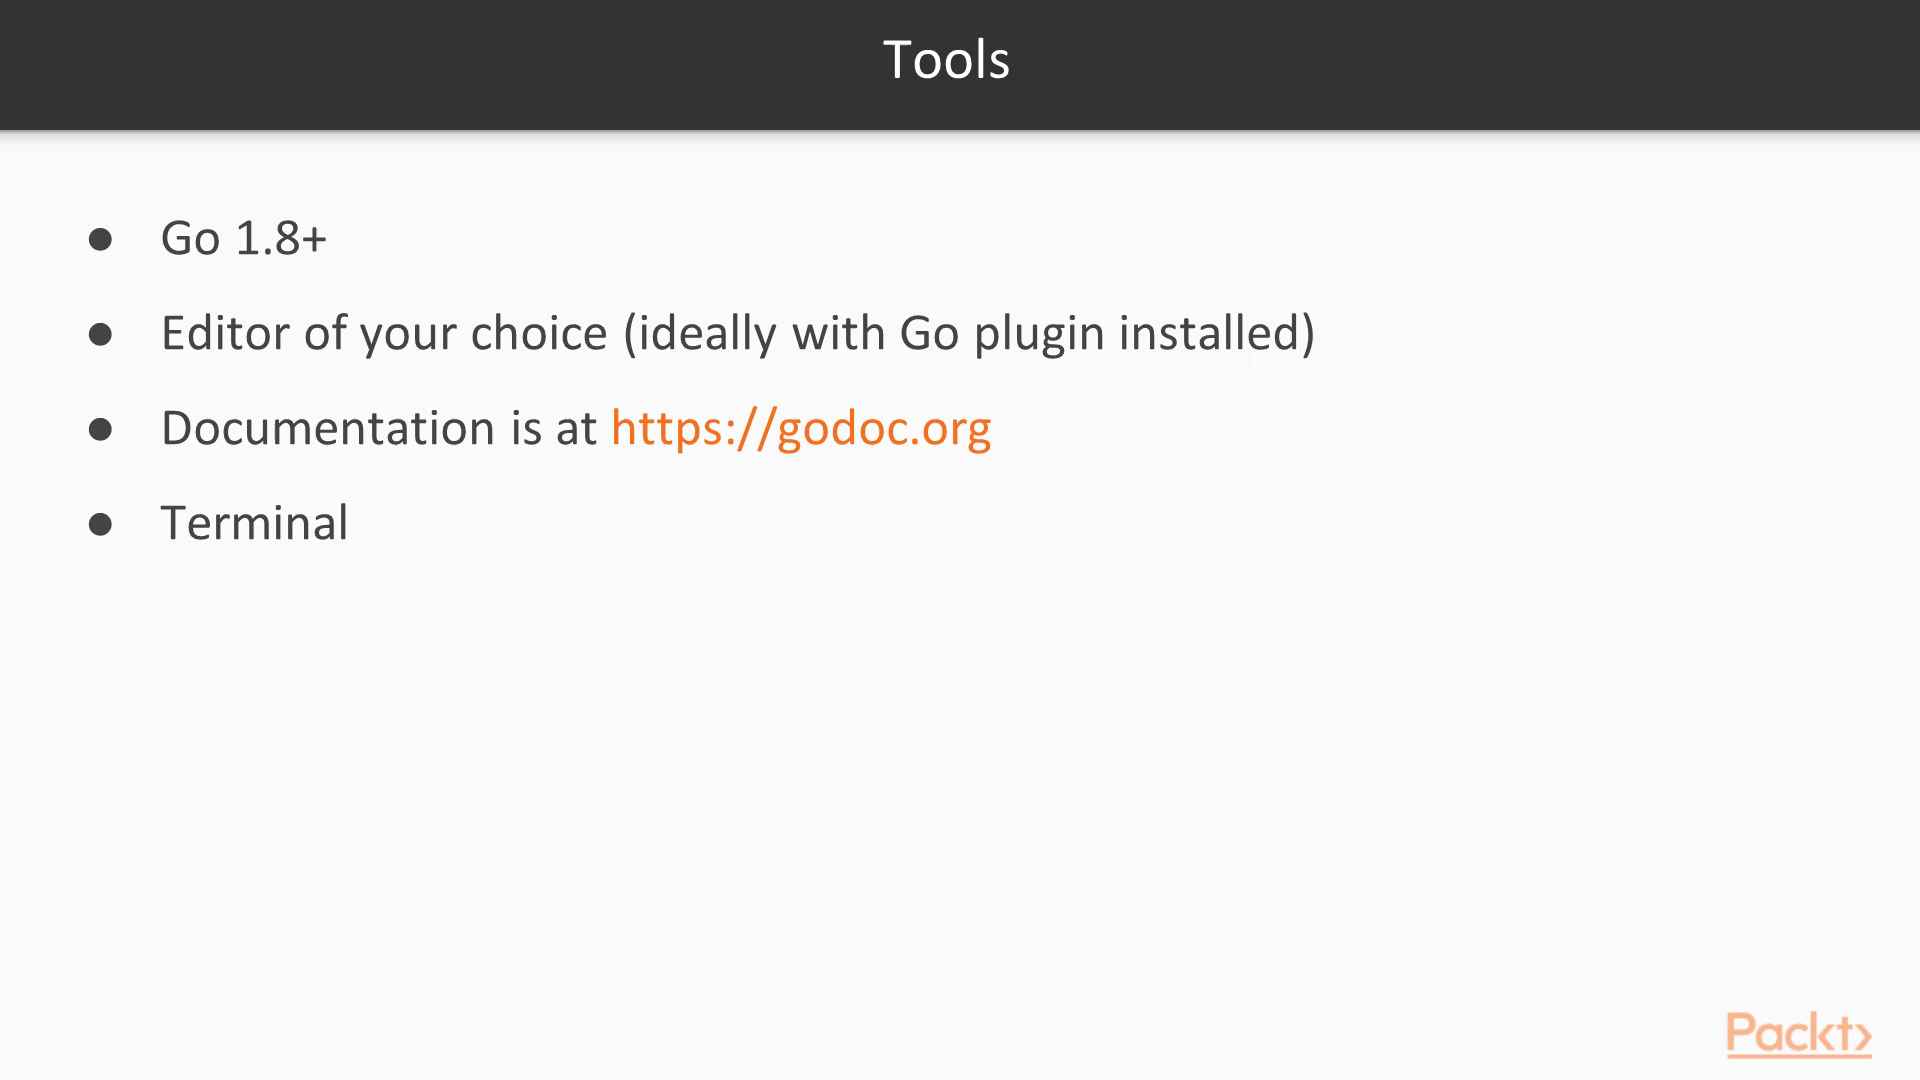 Tools
● Go 1.8+
● Editor of your choice (ideally with Go plugin installed)
● Documentation is at https://godoc.org
● Terminal
Packt>